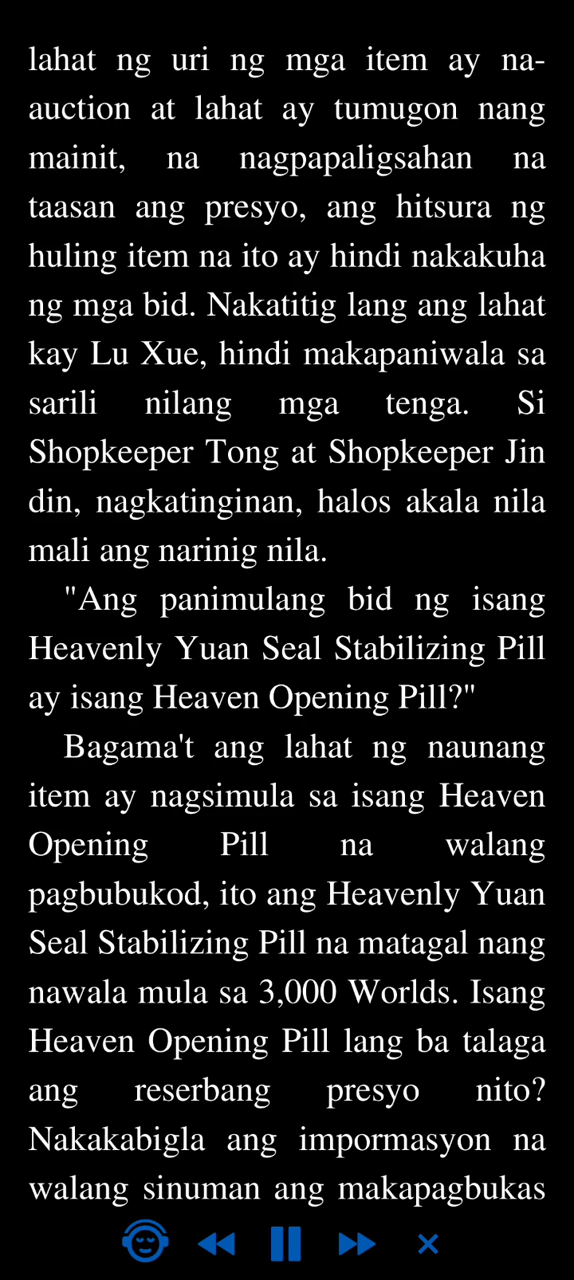 lahat ng uri ng mga item ay na-
auction at lahat ay tumugon nang
mainit, na nagpapaligsahan na
taasan ang presyo, ang hitsura ng
huling item na ito ay hindi nakakuha
ng mga bid. Nakatitig lang ang lahat
kay Lu Xue, hindi makapaniwala sa
sarili nilang mga tenga. Si
Shopkeeper Tong at Shopkeeper Jin
din, nagkatinginan, halos akala nila
mali ang narinig nila.
"Ang panimulang bid ng isang
Heavenly Yuan Seal Stabilizing Pill
ay isang Heaven Opening Pill?"
Bagama't ang lahat ng naunang
item ay nagsimula sa isang Heaven
Opening Pill na walang
pagbubukod, ito ang Heavenly Yuan
Seal Stabilizing Pill na matagal nang
nawala mula sa 3,000 Worlds. Isang
Heaven Opening Pill lang ba talaga
ang reserbang presyo nito?
Nakakabigla ang impormasyon na
walang sinuman ang makapagbukas